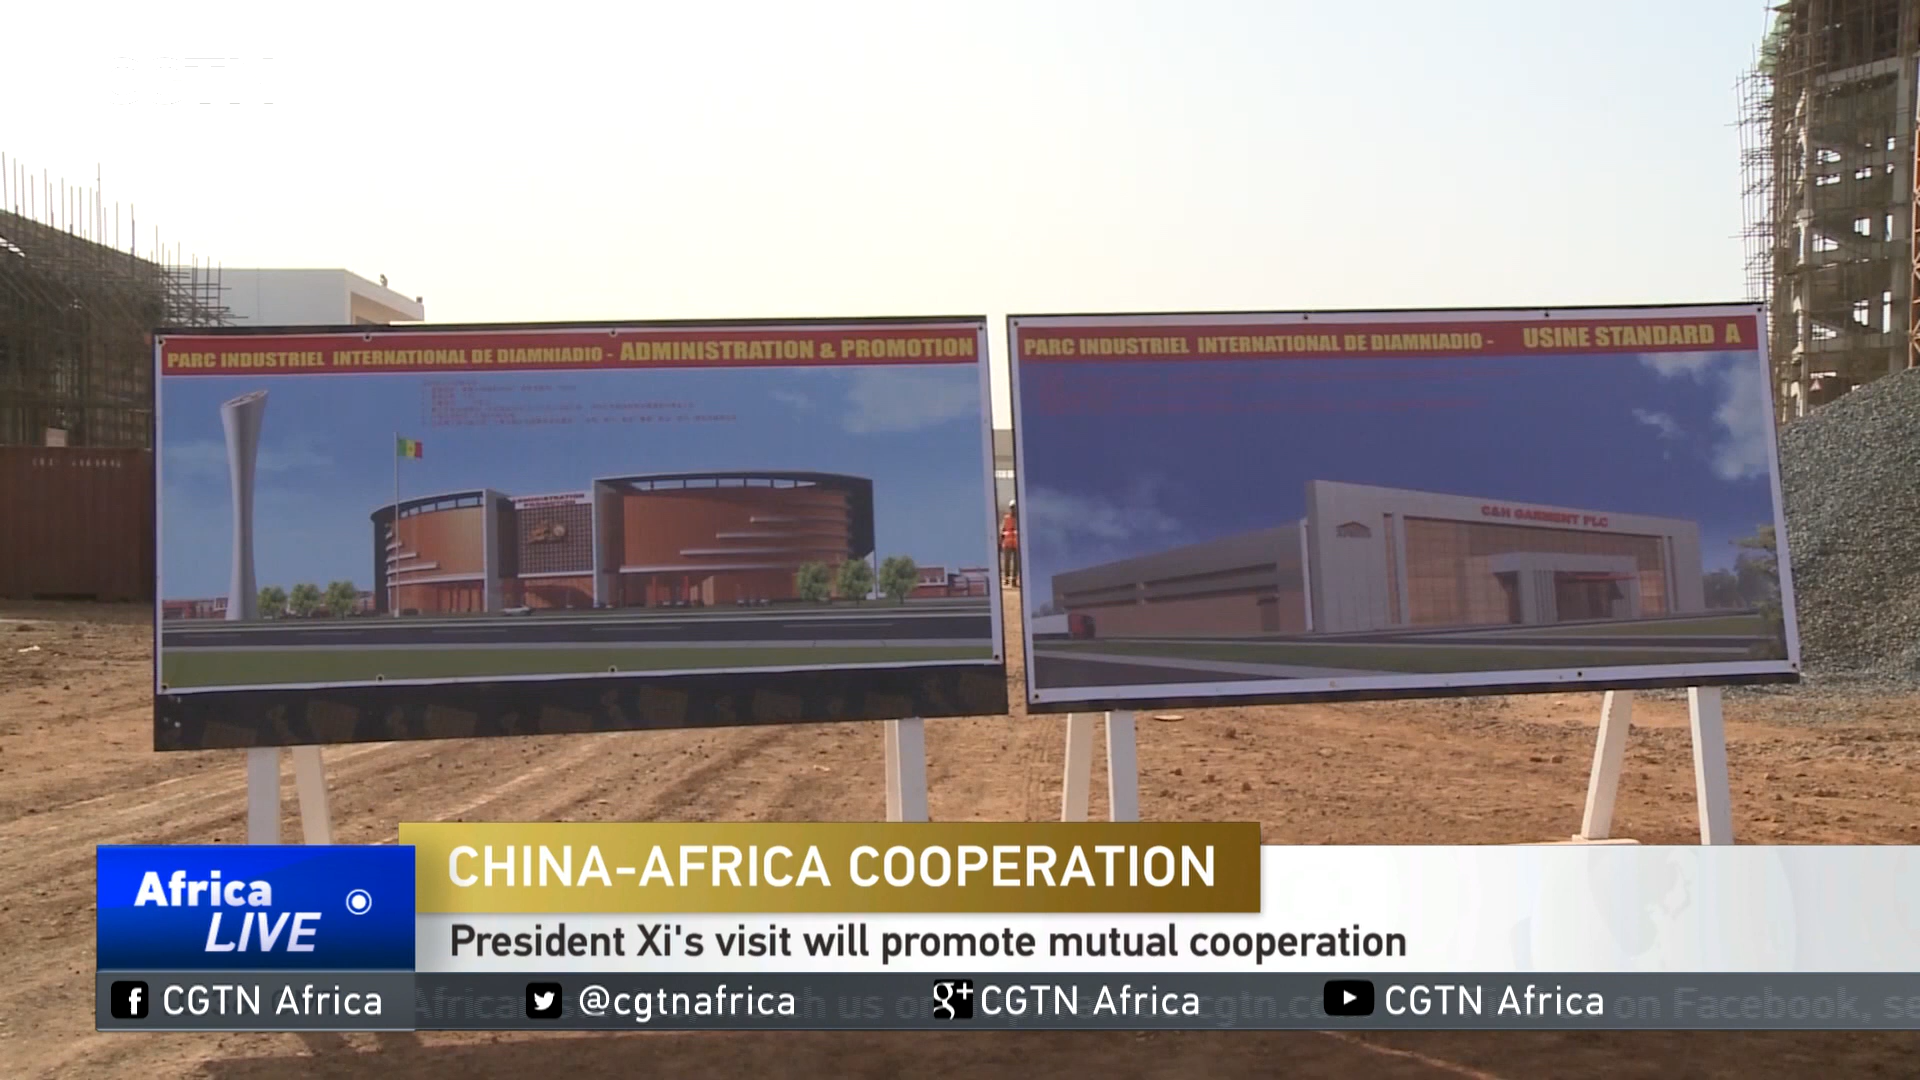 PARC INDUSTRIEL INTERNATIONAL DE DIAMNIADIO - ADMINISTRATION & PROMOTION
PARC INDUSTRIEL INTERNATIONAL DE DIAMNIADIO - USINE STANDARD A
ADMINISTRATION
C&H GARMENT PLC
CHINA-AFRICA COOPERATION
Africa
LIVE
President Xi's visit will promote mutual cooperation
CGTN Africa
@cgtnafrica
g+ CGTN Africa
CGTN Africa